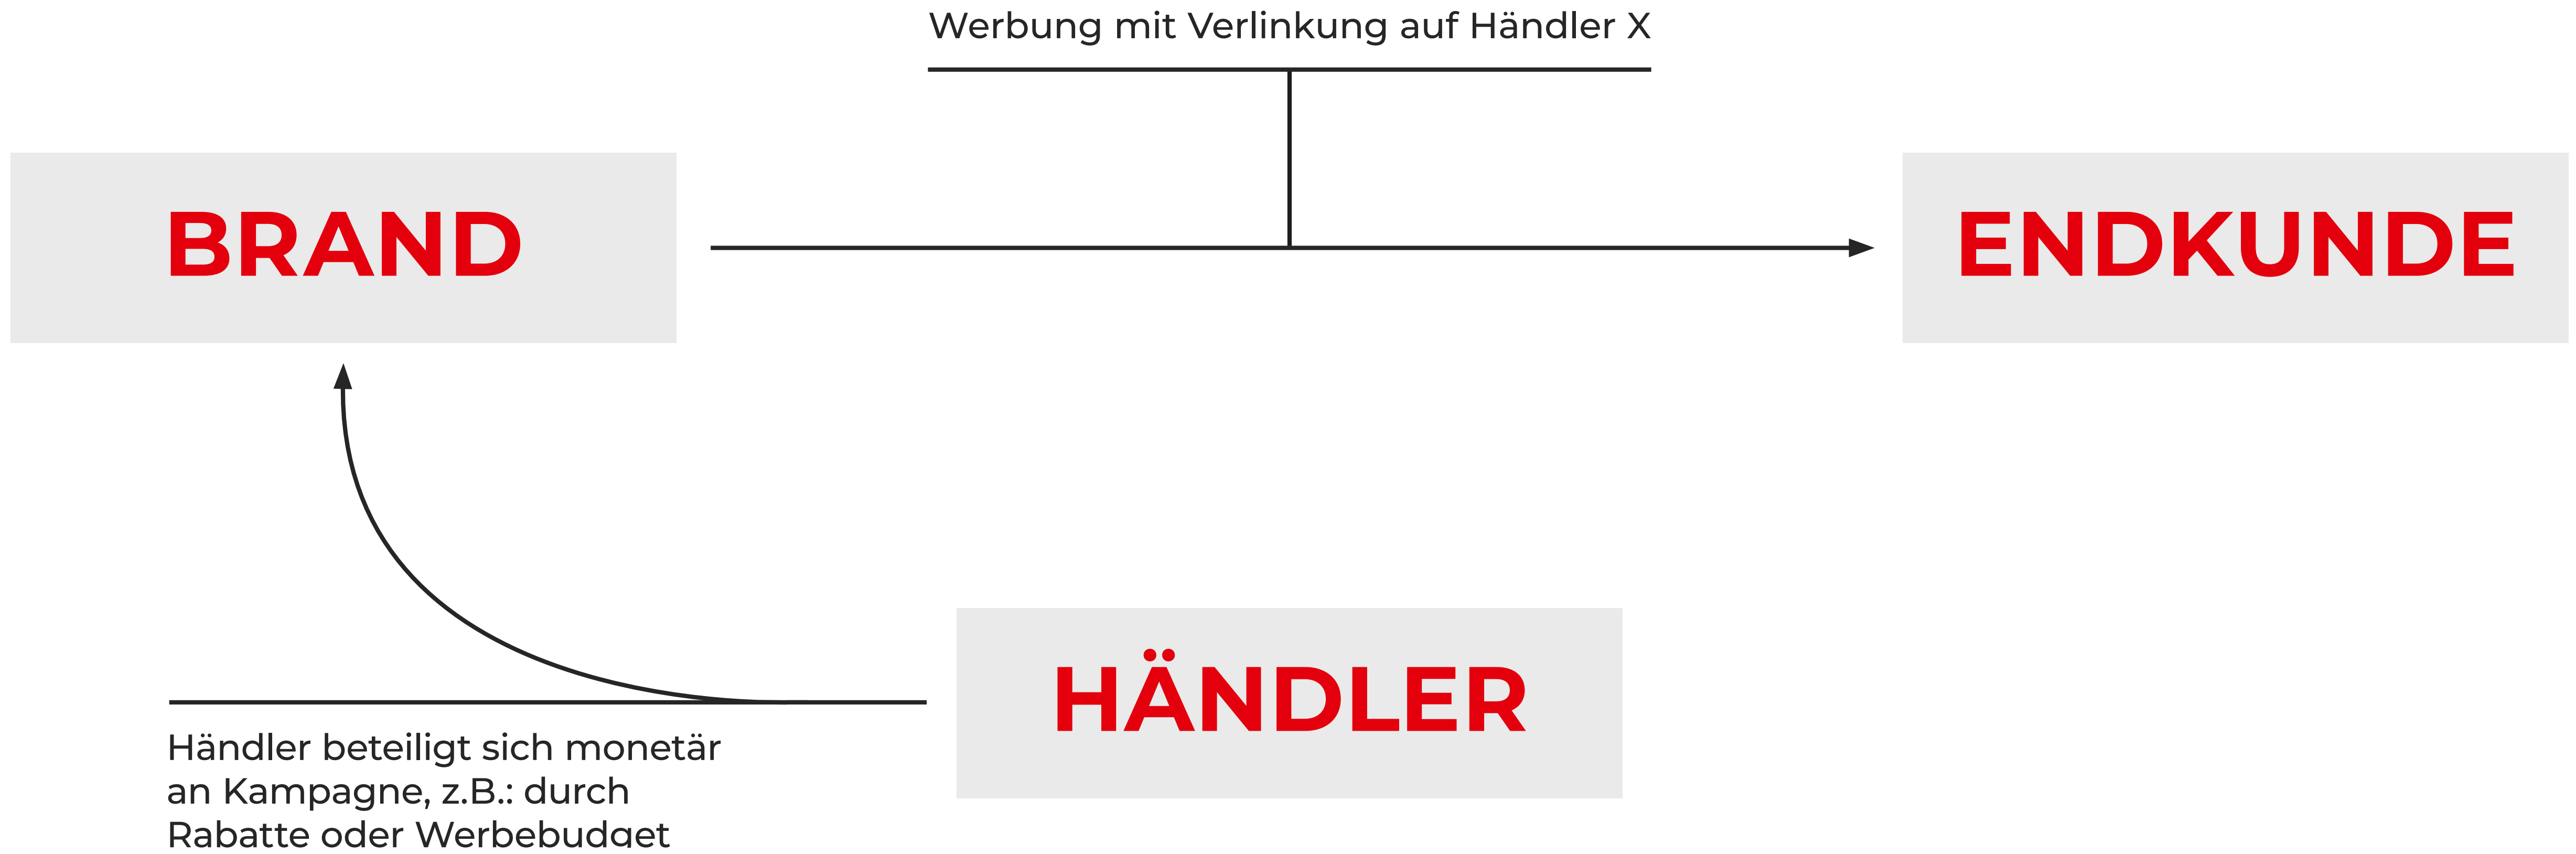 Werbung mit Verlinkung auf Händler X
BRAND
ENDKUNDE
HÄNDLER
Händler beteiligt sich monetär
an Kampagne, z.B.: durch
Rabatte oder Werbebudget